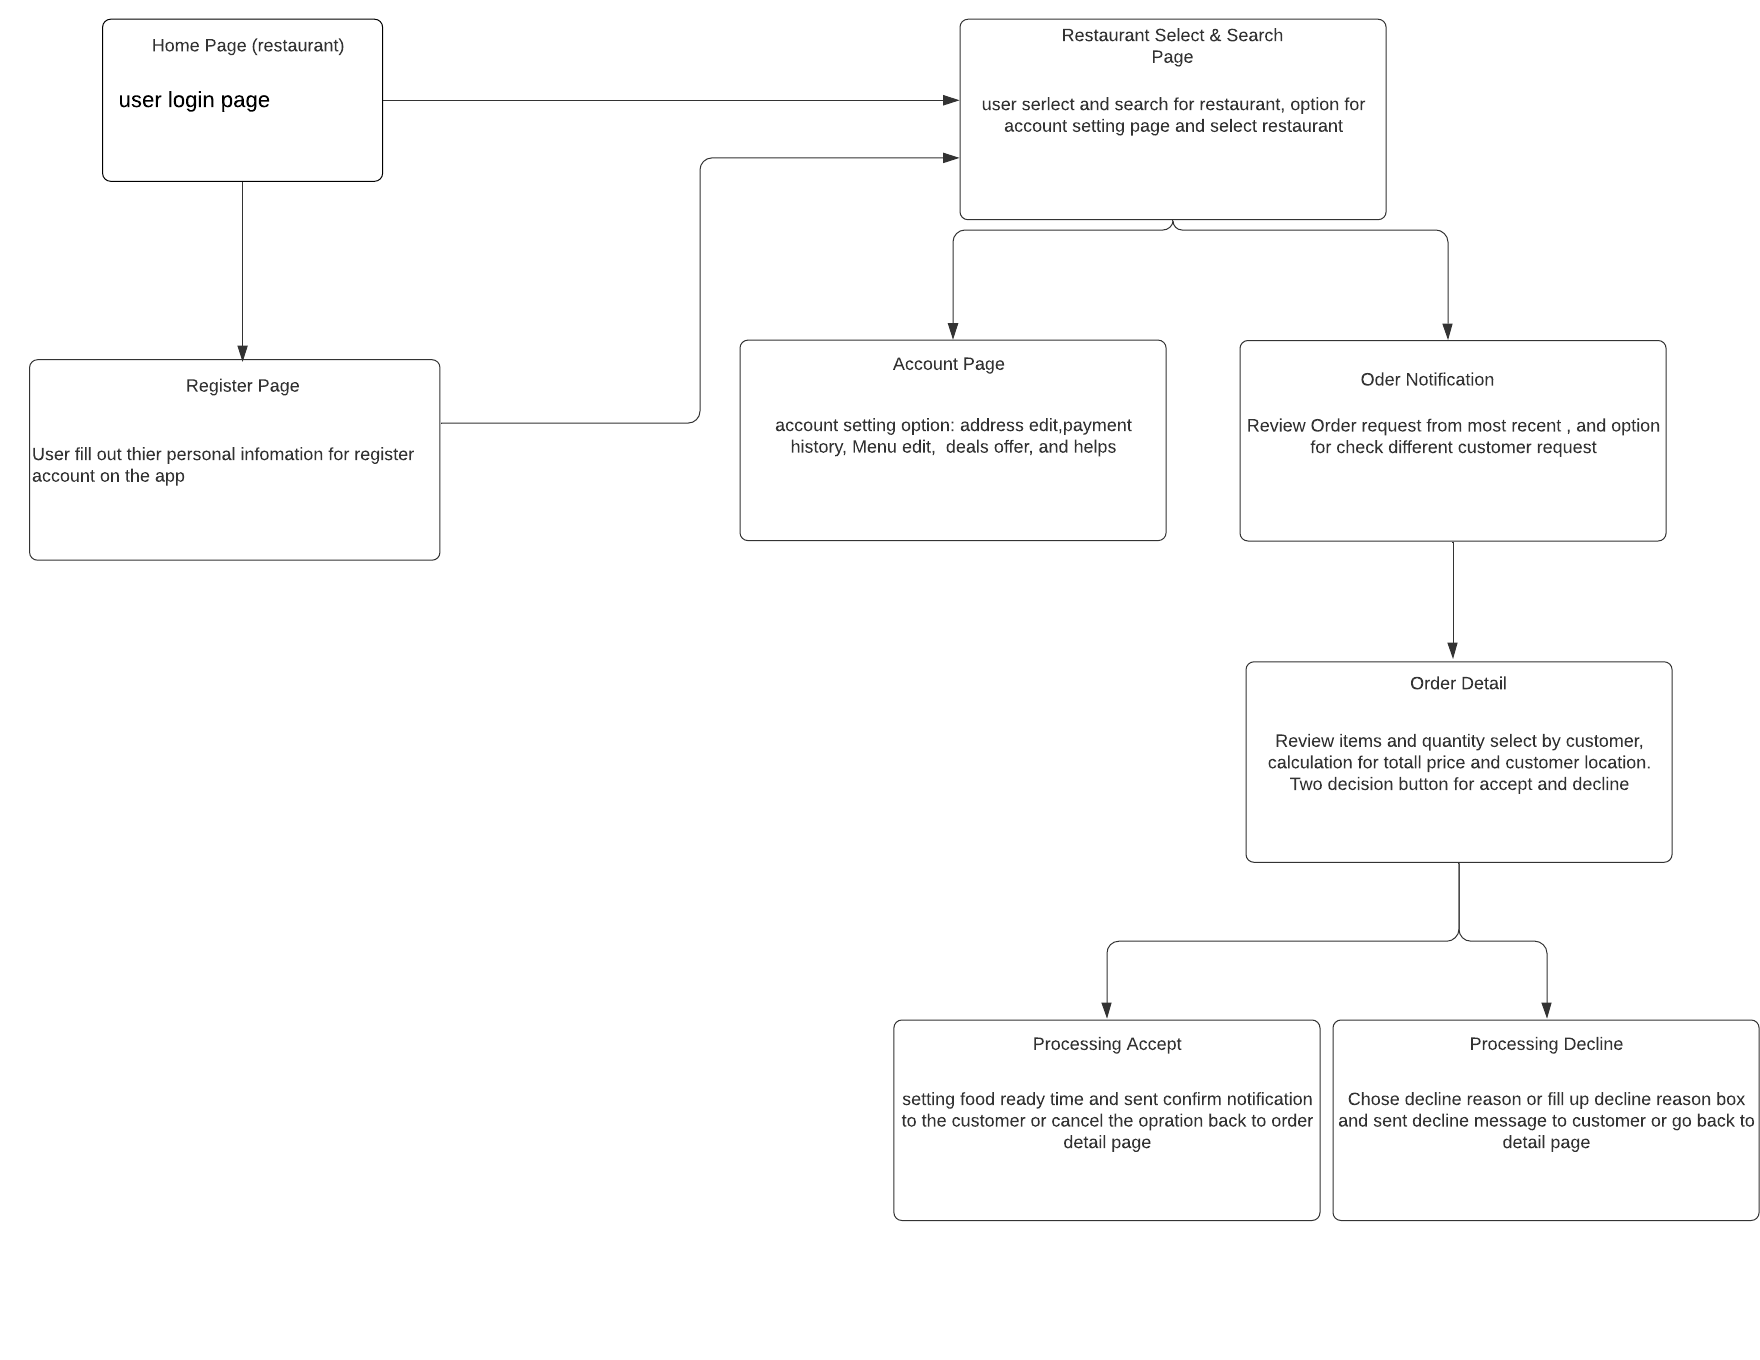 Home Page (restaurant)
user login page
Restaurant Select & Search
Page
user serlect and search for restaurant, option for
account setting page and select restaurant
Register Page
User fill out thier personal infomation for register
account on the app
Account Page
account setting option: address edit,payment
history, Menu edit,  deals offer, and helps
Oder Notification
Review Order request from most recent , and option
for check different customer request
Order Detail
Review items and quantity select by customer,
calculation for totall price and customer location.
Two decision button for accept and decline
Processing Accept
setting food ready time and sent confirm notification
to the customer or cancel the opration back to order
detail page
Processing Decline
Chose decline reason or fill up decline reason box
and sent decline message to customer or go back to
detail page